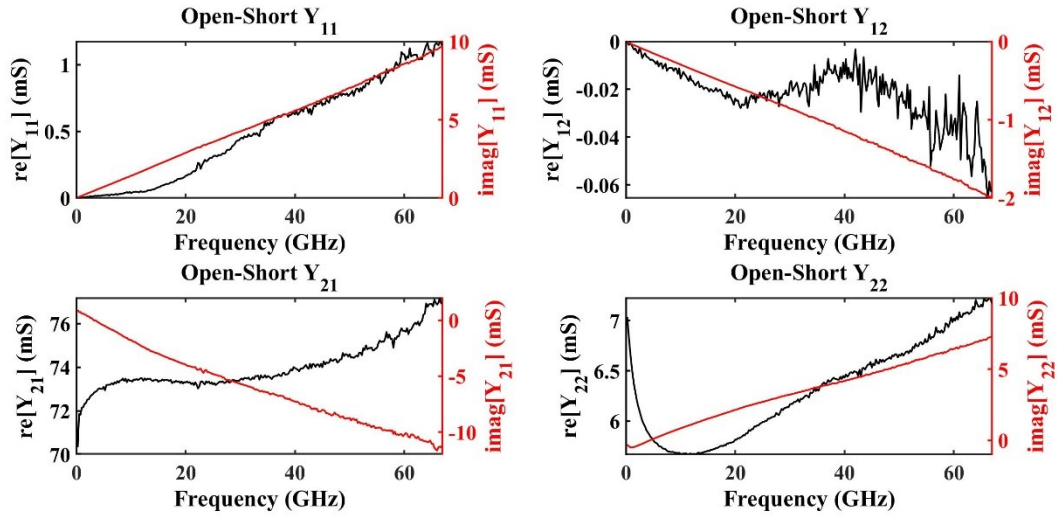 Open-Short Y11
re[Y11] (mS)
1
0.5
0
10
5
0
imag[Y11] (mS)
0 20 40 60
Frequency (GHz)
Open-Short Y12
re[Y12] (mS)
0
-0.02
-0.04
-0.06
0
-1
-2
imag[Y12] (mS)
0 20 40 60
Frequency (GHz)
Open-Short Y21
re[Y21] (mS)
76
74
72
70
0
-5
-10
imag[Y21] (mS)
0 20 40 60
Frequency (GHz)
Open-Short Y22
re[Y22] (mS)
7
6.5
6
10
5
0
imag[Y22] (mS)
0 20 40 60
Frequency (GHz)